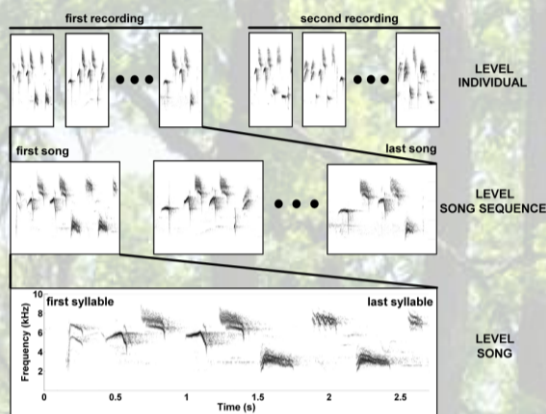 first recording
second recording
LEVEL
INDIVIDUAL
first song
last song
LEVEL
SONG SEQUENCE
first syllable
last syllable
LEVEL
SONG
Frequency (kHz)
10
8
6
4
2
0
0.5
1
1.5
2
2.5
Time (s)